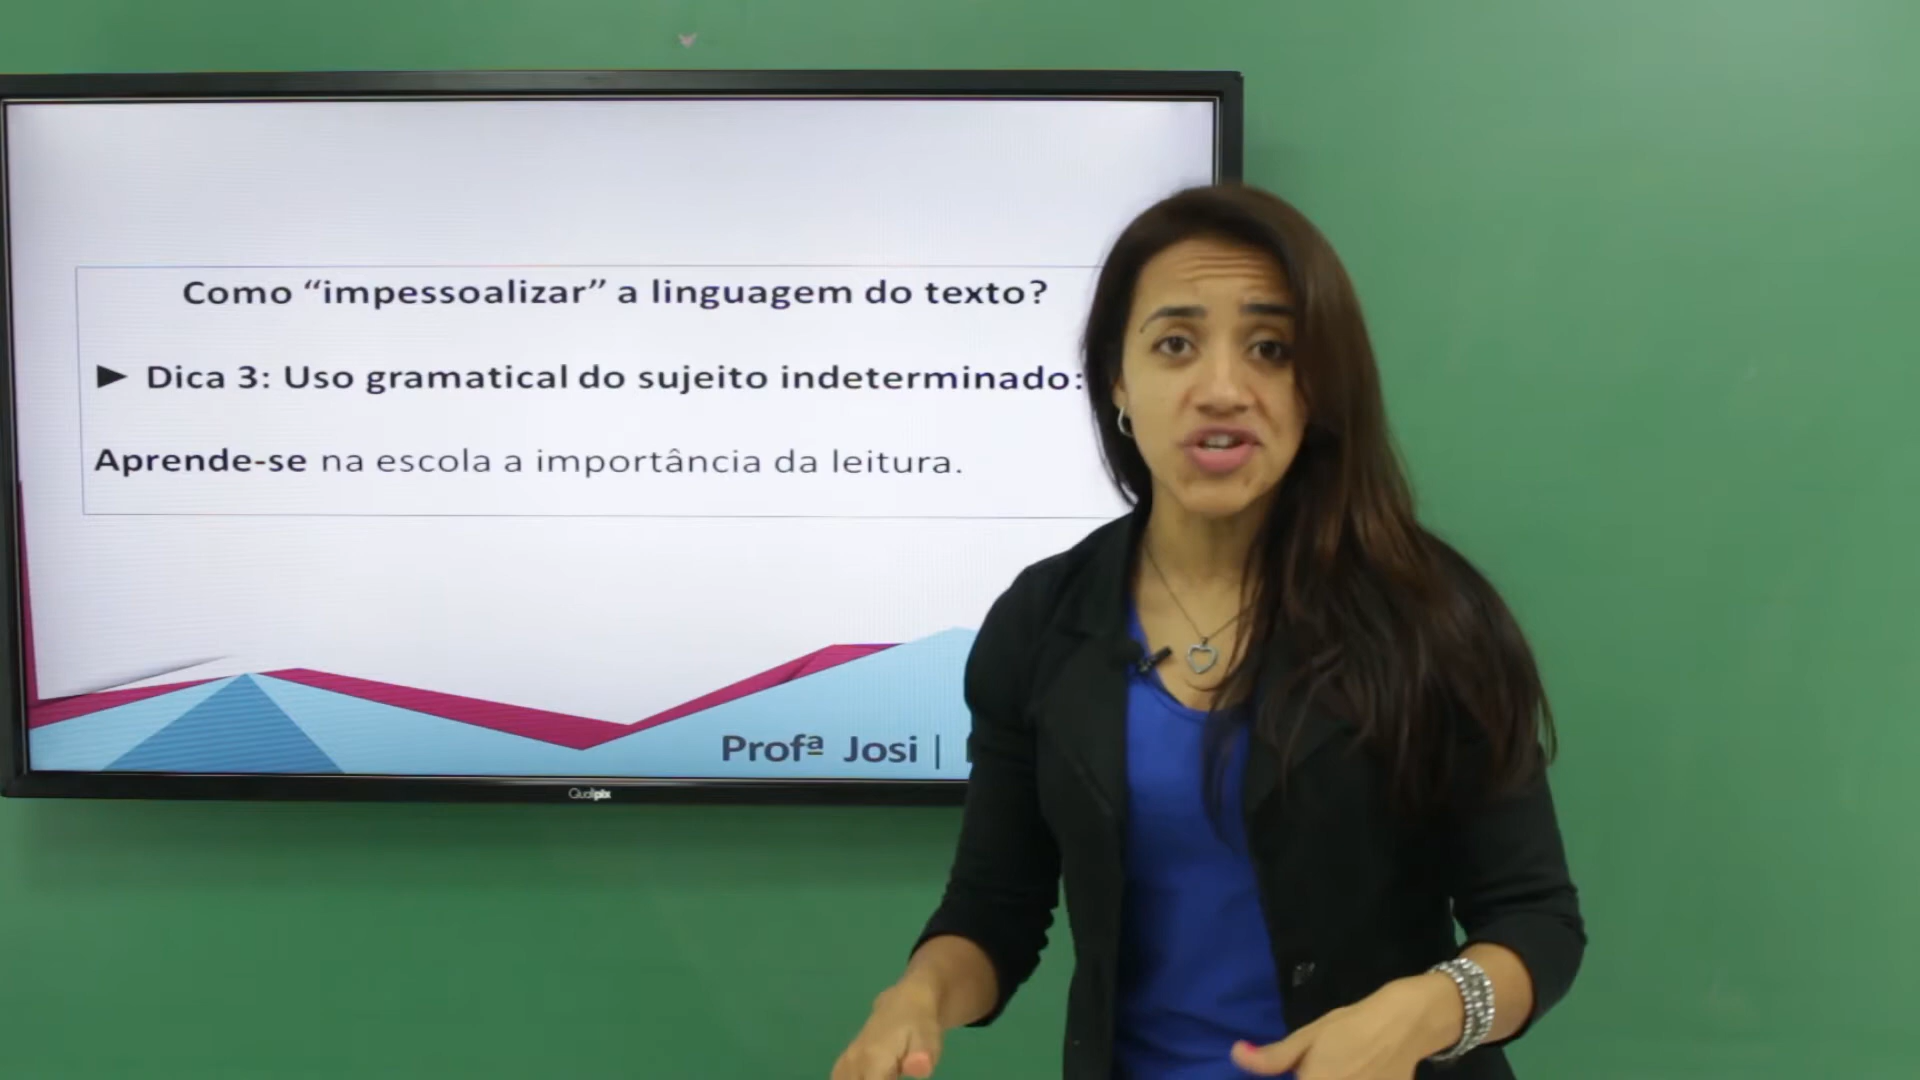 Como “impessoalizar” a linguagem do texto?
► Dica 3: Uso gramatical do sujeito indeterminado:
Aprende-se na escola a importância da leitura.
Profª Josi |
Qualipix